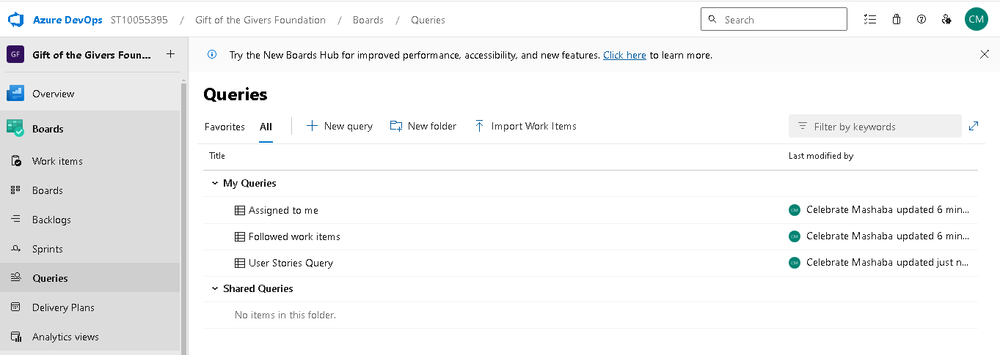 Azure DevOps ST10055395 / Gift of the Givers Foundation / Boards / Queries Search CM
GF Gift of the Givers Foun... +
Try the New Boards Hub for improved performance, accessibility, and new features. Click here to learn more.
Overview
Boards
Work items
Boards
Backlogs
Sprints
Queries
Delivery Plans
Analytics views
Queries
Favorites All New query New folder Import Work Items Filter by keywords
Title Last modified by
My Queries
Assigned to me CM Celebrate Mashaba updated 6 min...
Followed work items CM Celebrate Mashaba updated 6 min...
User Stories Query CM Celebrate Mashaba updated just n...
Shared Queries
No items in this folder.